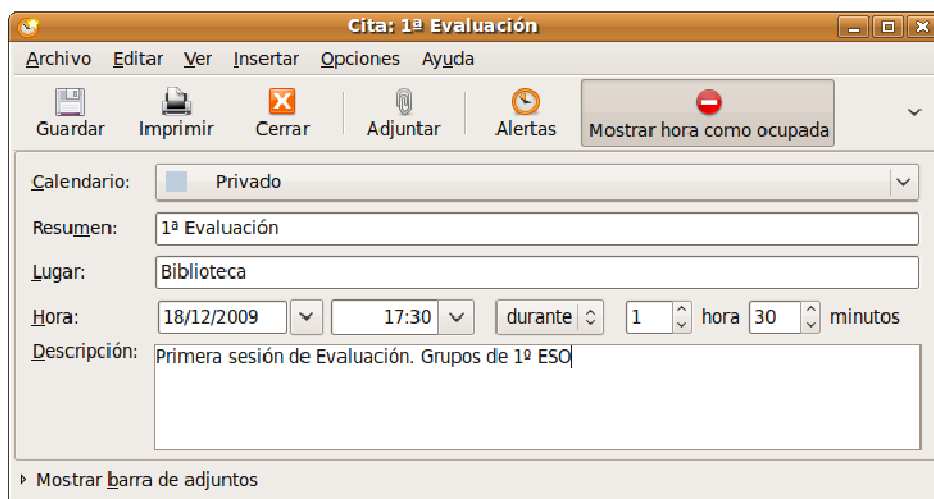 Cita: 1ª Evaluación
Archivo Editar Ver Insertar Opciones Ayuda
Guardar Imprimir Cerrar Adjuntar Alertas Mostrar hora como ocupada
Calendario: Privado
Resumen: 1ª Evaluación
Lugar: Biblioteca
Hora: 18/12/2009 17:30 durante 1 hora 30 minutos
Descripción: Primera sesión de Evaluación. Grupos de 1º ESO
Mostrar barra de adjuntos